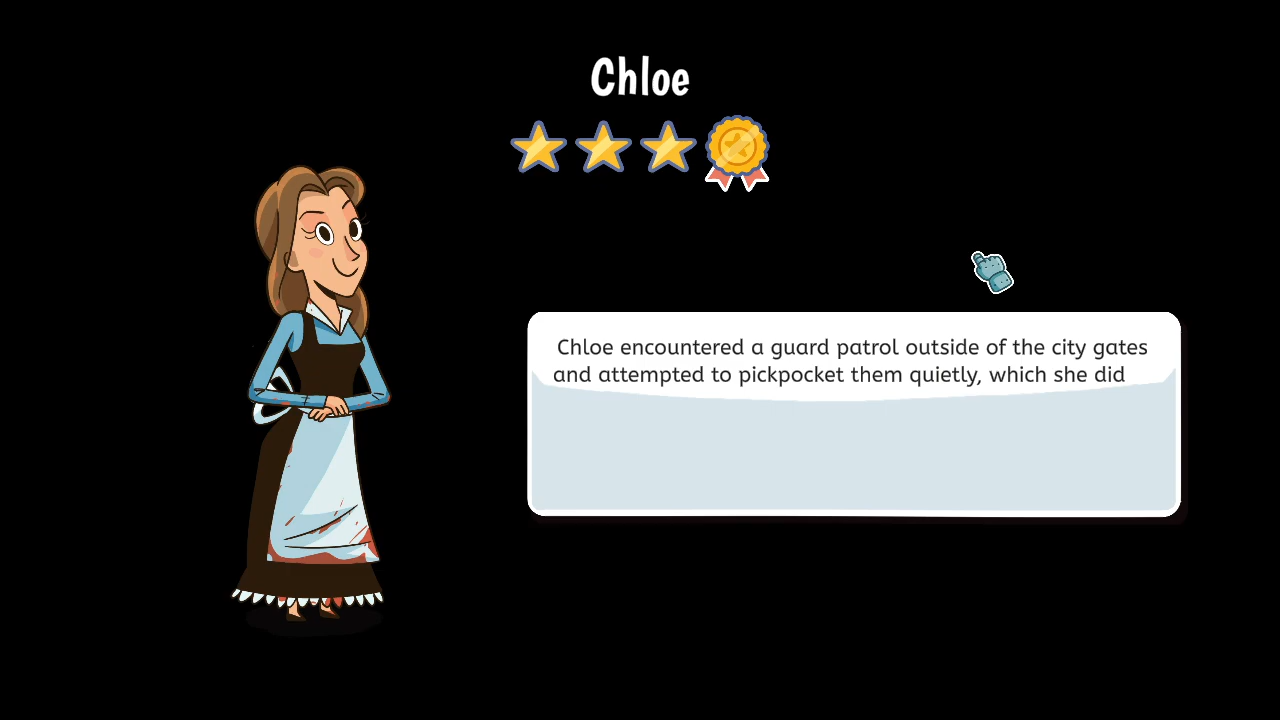 Chloe
Chloe encountered a guard patrol outside of the city gates
and attempted to pickpocket them quietly, which she did